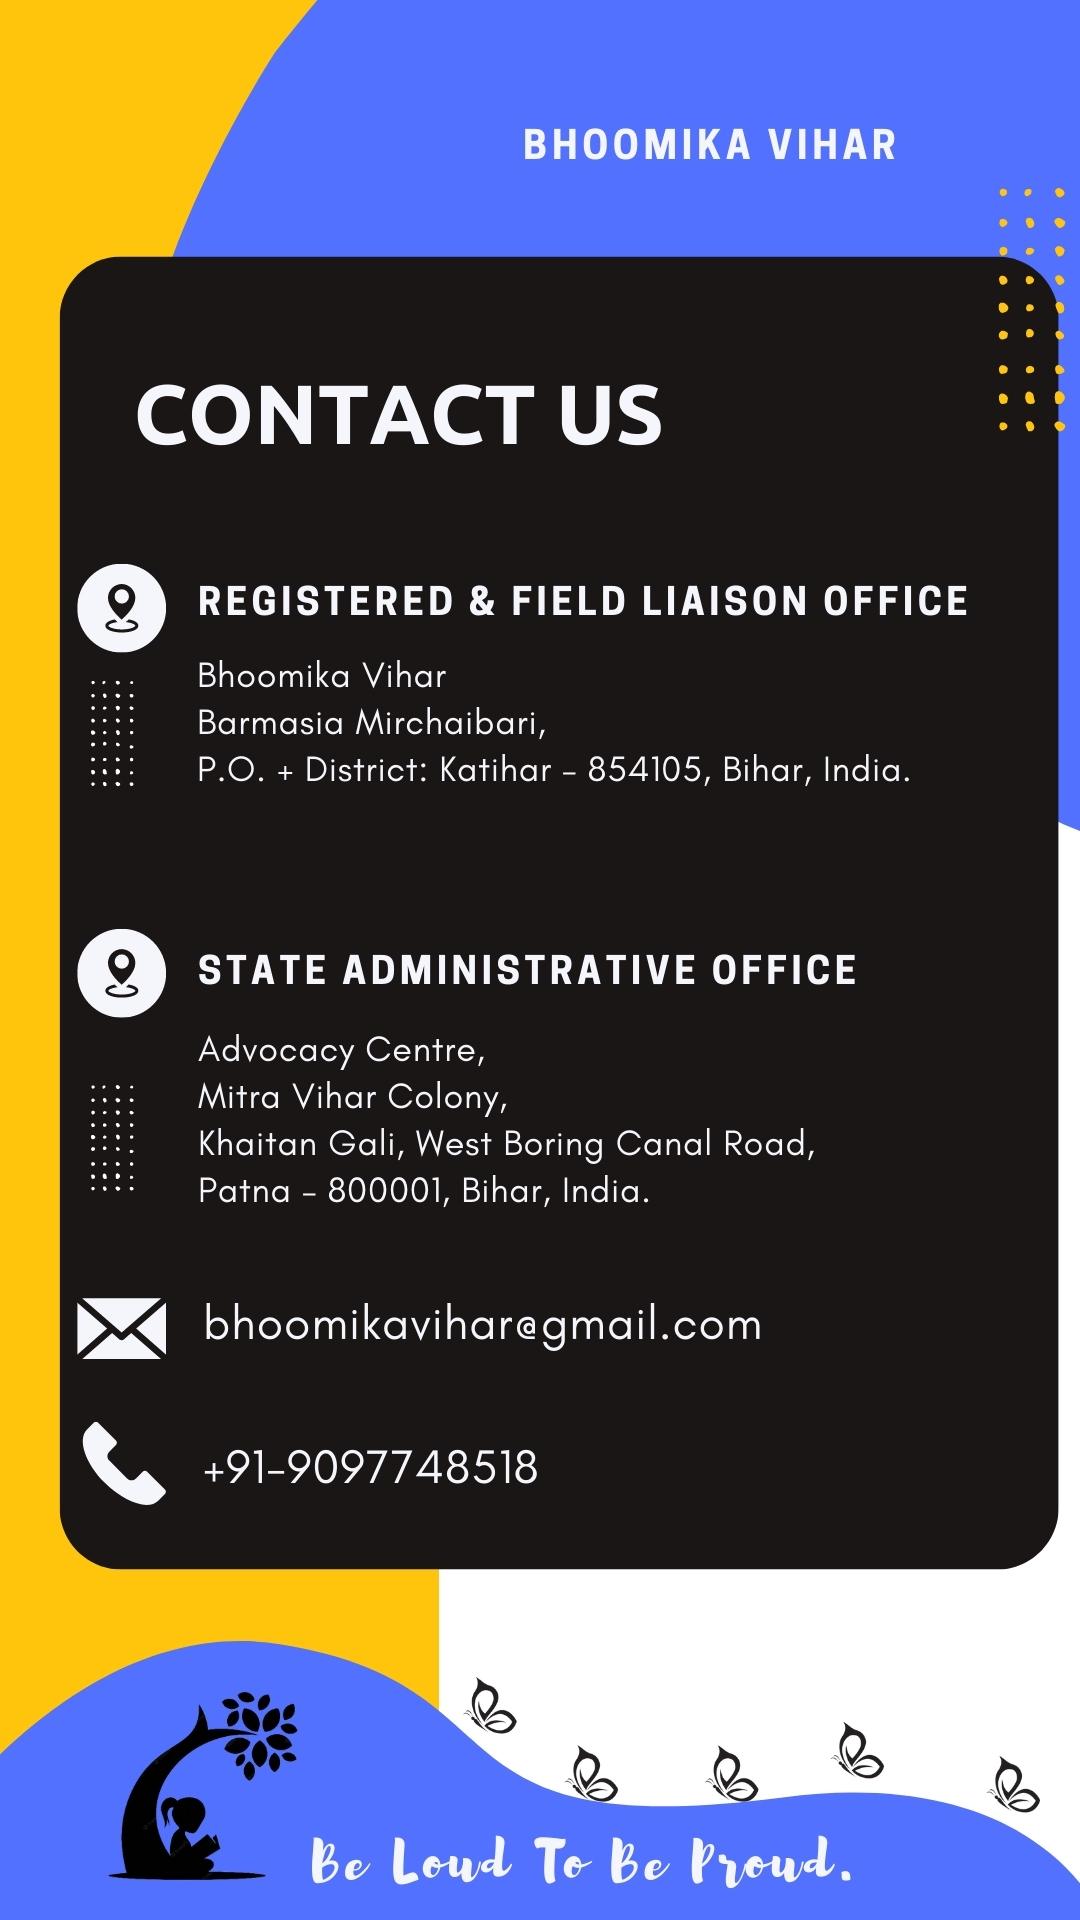 BHOOMIKA VIHAR
CONTACT US
REGISTERED & FIELD LIAISON OFFICE
Bhoomika Vihar
Barmasia Mirchaibari,
P.O. + District: Katihar - 854105, Bihar, India.
STATE ADMINISTRATIVE OFFICE
Advocacy Centre,
Mitra Vihar Colony,
Khaitan Gali, West Boring Canal Road,
Patna - 800001, Bihar, India.
bhoomikavihar@gmail.com
+91-9097748518
Be Loud To Be Proud.